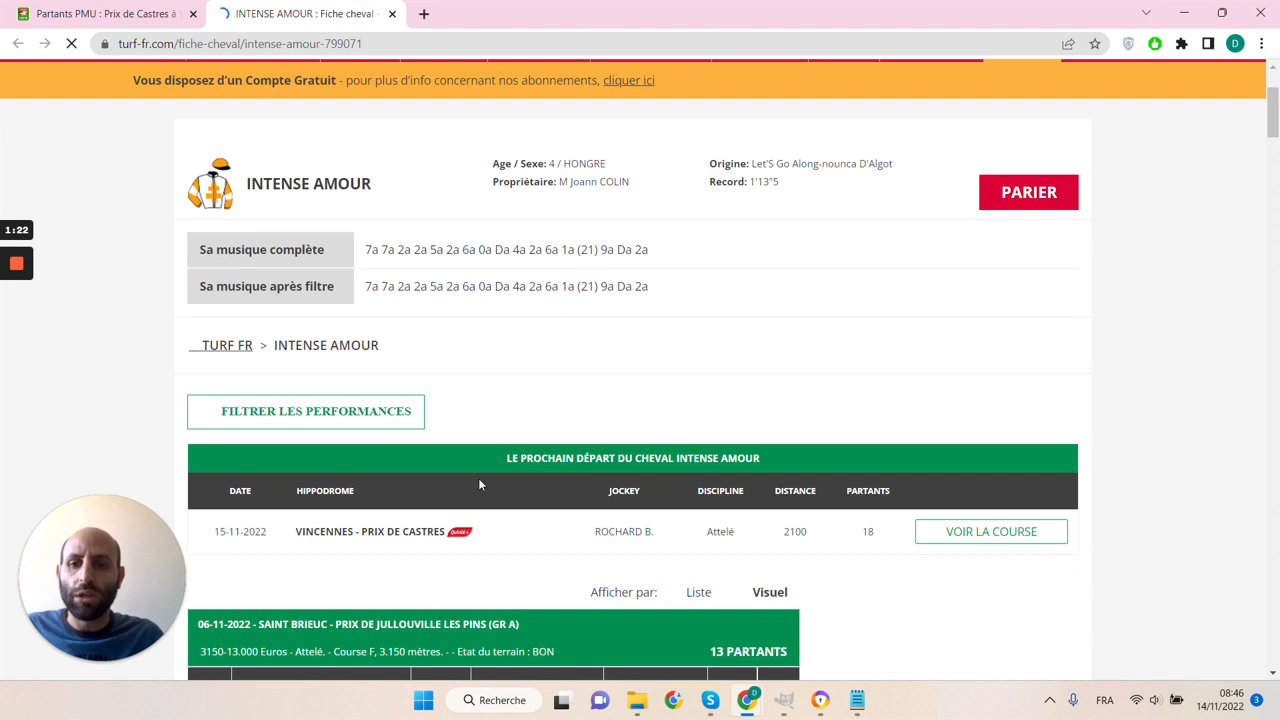 Partants PMU : Prix de Castres à
INTENSE AMOUR : Fiche cheval -
turf-fr.com/fiche-cheval/intense-amour-799071
D
Vous disposez d'un Compte Gratuit - pour plus d'info concernant nos abonnements, cliquer ici
INTENSE AMOUR
Age / Sexe: 4 / HONGRE
Propriétaire: M Joann COLIN
Origine: Let'S Go Along-nounca D'Algot
Record: 1'13"5
PARIER
1:22
Sa musique complète 7a 7a 2a 2a 5a 2a 6a 0a Da 4a 2a 6a 1a (21) 9a Da 2a
Sa musique après filtre 7a 7a 2a 2a 5a 2a 6a 0a Da 4a 2a 6a 1a (21) 9a Da 2a
TURF FR > INTENSE AMOUR
FILTRER LES PERFORMANCES
LE PROCHAIN DÉPART DU CHEVAL INTENSE AMOUR
DATE HIPPODROME JOCKEY DISCIPLINE DISTANCE PARTANTS
15-11-2022 VINCENNES - PRIX DE CASTRES Quinté+ ROCHARD B. Attelé 2100 18 VOIR LA COURSE
Afficher par: Liste Visuel
06-11-2022 - SAINT BRIEUC - PRIX DE JULLOUVILLE LES PINS (GR A)
3150-13.000 Euros - Attelé. - Course F, 3.150 mètres. - - Etat du terrain : BON 13 PARTANTS
Recherche
D
FRA
08:46
14/11/2022
3